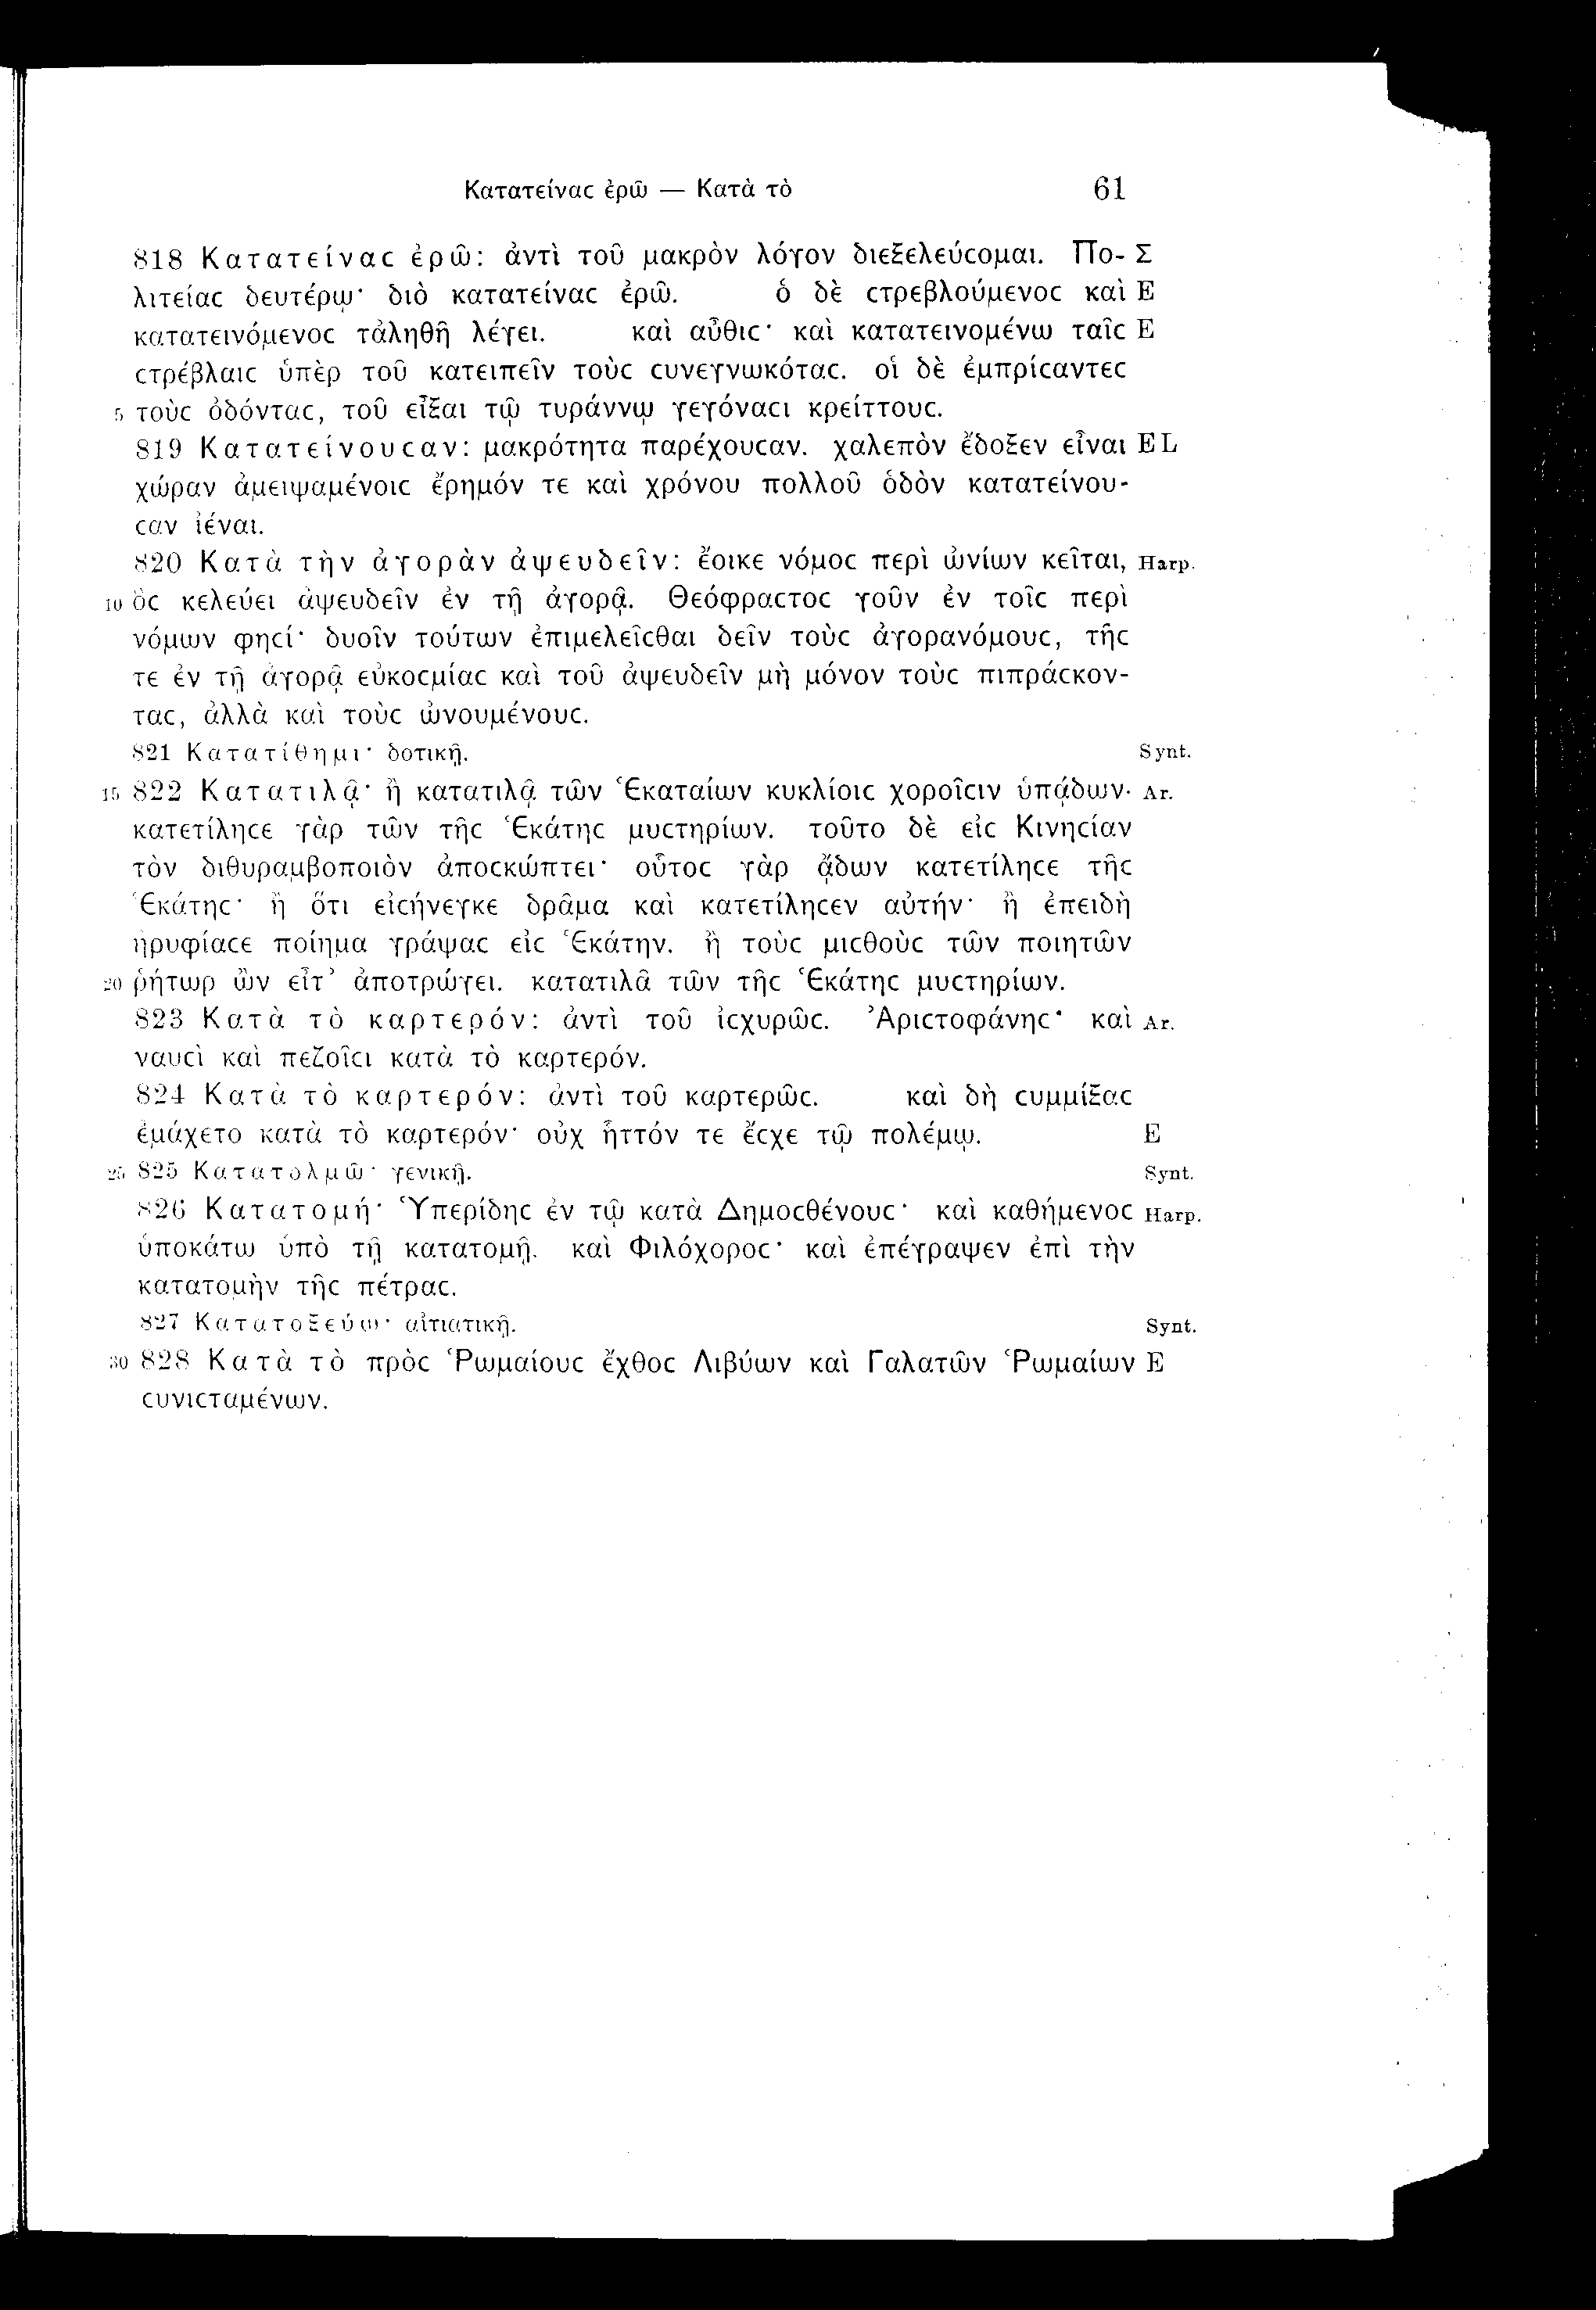 Κατατείναϲ ἐρῶ — Κατὰ τὸ 61
818 Κατατείναϲ ἐρῶ: ἀντὶ τοῦ μακρὸν λόγον διεξελεύϲομαι. Πο- Σ
λιτείαϲ δευτέρῳ· διὸ κατατείναϲ ἐρῶ. ὁ δὲ ϲτρεβλούμενοϲ καὶ E
κατατεινόμενοϲ τἀληθῆ λέγει. καὶ αὖθιϲ· καὶ κατατεινομένω ταῖϲ E
ϲτρέβλαιϲ ὑπὲρ τοῦ κατειπεῖν τοὺϲ ϲυνεγνωκόταϲ. οἱ δὲ ἐμπρίϲαντεϲ
5 τοὺϲ ὀδόνταϲ, τοῦ εἶξαι τῷ τυράννῳ γεγόναϲι κρείττουϲ.
819 Κατατείνουϲαν: μακρότητα παρέχουϲαν. χαλεπὸν ἔδοξεν εἶναι EL
χώραν ἀμειψαμένοιϲ ἔρημόν τε καὶ χρόνου πολλοῦ ὁδὸν κατατείνου-
ϲαν ἰέναι.
820 Κατὰ τὴν ἀγορὰν ἀψευδεῖν: ἔοικε νόμοϲ περὶ ὠνίων κεῖται, Harp.
10 ὃϲ κελεύει ἀψευδεῖν ἐν τῇ ἀγορᾷ. Θεόφραϲτοϲ γοῦν ἐν τοῖϲ περὶ
νόμων φηϲί· δυοῖν τούτων ἐπιμελεῖϲθαι δεῖν τοὺϲ ἀγορανόμουϲ, τῆϲ
τε ἐν τῇ ἀγορᾷ εὐκοϲμίαϲ καὶ τοῦ ἀψευδεῖν μὴ μόνον τοὺϲ πιπράϲκον-
ταϲ, ἀλλὰ καὶ τοὺϲ ὠνουμένουϲ.
821 Κατατίθημι· δοτικῇ. Synt.
15 822 Κατατιλᾷ· ἢ κατατιλᾷ τῶν Ἑκαταίων κυκλίοιϲ χοροῖϲιν ὑπᾴδων· Ar.
κατετίληϲε γὰρ τῶν τῆϲ Ἑκάτηϲ μυϲτηρίων. τοῦτο δὲ εἰϲ Κινηϲίαν
τὸν διθυραμβοποιὸν ἀποϲκώπτει· οὗτοϲ γὰρ ᾄδων κατετίληϲε τῆϲ
Ἑκάτηϲ· ἢ ὅτι εἰϲήνεγκε δρᾶμα καὶ κατετίληϲεν αὐτήν· ἢ ἐπειδὴ
ηρυφίαϲε ποίημα γράψαϲ εἰϲ Ἑκάτην. ἢ τοὺϲ μιϲθοὺϲ τῶν ποιητῶν
20 ῥήτωρ ὢν εἶτ’ ἀποτρώγει. κατατιλᾶ τῶν τῆϲ Ἑκάτηϲ μυϲτηρίων.
823 Κατὰ τὸ καρτερόν: ἀντὶ τοῦ ἰϲχυρῶϲ. Ἀριϲτοφάνηϲ· καὶ Ar.
ναυϲὶ καὶ πεζοῖϲι κατὰ τὸ καρτερόν.
824 Κατὰ τὸ καρτερόν: ἀντὶ τοῦ καρτερῶϲ. καὶ δὴ ϲυμμίξαϲ
ἐμάχετο κατὰ τὸ καρτερόν· οὐχ ἧττόν τε ἔϲχε τῷ πολέμῳ. E
25 825 Κατατολμῶ· γενικῇ. Synt.
826 Κατατομή· Ὑπερίδηϲ ἐν τῷ κατὰ Δημοϲθένουϲ· καὶ καθήμενοϲ Harp.
ὑποκάτω ὑπὸ τῇ κατατομῇ. καὶ Φιλόχοροϲ· καὶ ἐπέγραψεν ἐπὶ τὴν
κατατομὴν τῆϲ πέτραϲ.
827 Κατατοξεύω· αἰτιατικῇ. Synt.
30 828 Κατὰ τὸ πρὸϲ Ῥωμαίουϲ ἔχθοϲ Λιβύων καὶ Γαλατῶν Ῥωμαίων E
ϲυνιϲταμένων.